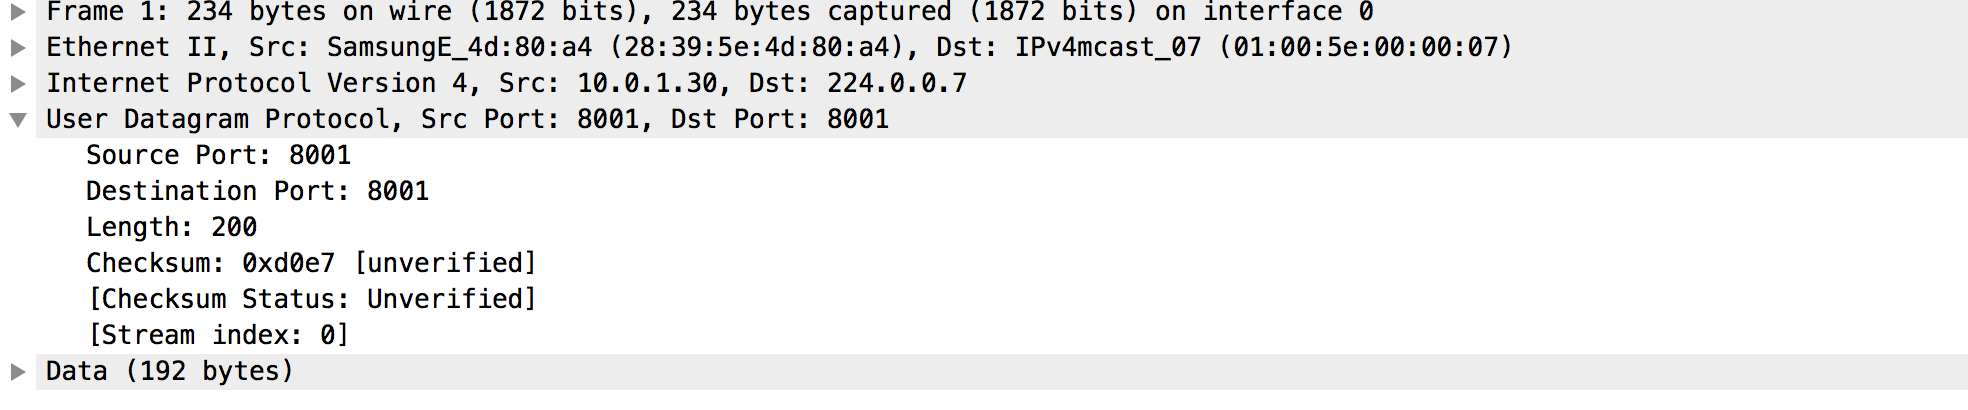 Frame 1: 234 bytes on wire (1872 bits), 234 bytes captured (1872 bits) on interface 0
Ethernet II, Src: SamsungE_4d:80:a4 (28:39:5e:4d:80:a4), Dst: IPv4mcast_07 (01:00:5e:00:00:07)
Internet Protocol Version 4, Src: 10.0.1.30, Dst: 224.0.0.7
User Datagram Protocol, Src Port: 8001, Dst Port: 8001
Source Port: 8001
Destination Port: 8001
Length: 200
Checksum: 0xd0e7 [unverified]
[Checksum Status: Unverified]
[Stream index: 0]
Data (192 bytes)